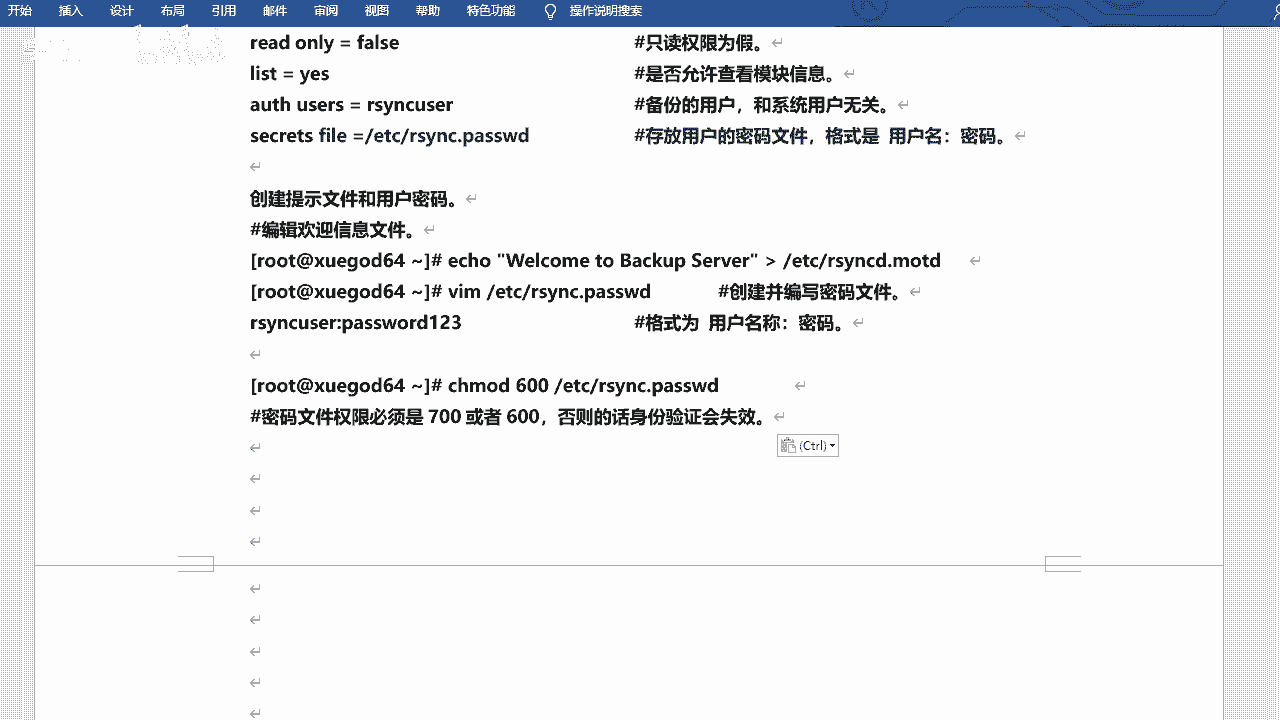 开始 插入 设计 布局 引用 邮件 审阅 视图 帮助 特色功能 操作说明搜索
read only = false #只读权限为假。
list = yes #是否允许查看模块信息。
auth users = rsyncuser #备份的用户，和系统用户无关。
secrets file =/etc/rsync.passwd #存放用户的密码文件，格式是 用户名：密码。
创建提示文件和用户密码。
#编辑欢迎信息文件。
[root@xuegod64 ~]# echo "Welcome to Backup Server" > /etc/rsyncd.motd
[root@xuegod64 ~]# vim /etc/rsync.passwd #创建并编写密码文件。
rsyncuser:password123 #格式为 用户名称：密码。
[root@xuegod64 ~]# chmod 600 /etc/rsync.passwd
#密码文件权限必须是 700 或者 600，否则的话身份验证会失效。
(Ctrl)